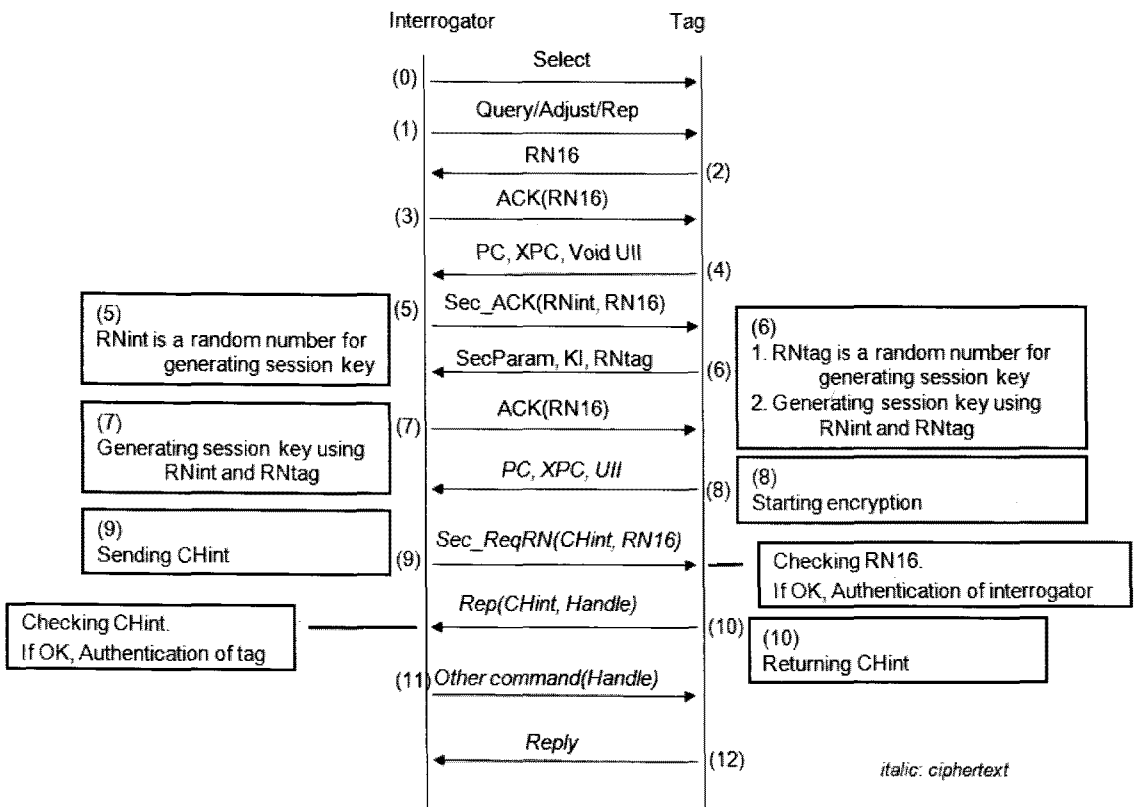 Interrogator
Tag
Select
(0)
Query/Adjust/Rep
(1)
RN16
(2)
ACK(RN16)
(3)
PC, XPC, Void UII
(4)
Sec_ACK(RNint, RN16)
(5)
(5)
RNint is a random number for
generating session key
SecParam, KI, RNtag
(6)
(6)
1. RNtag is a random number for
generating session key
2. Generating session key using
RNint and RNtag
ACK(RN16)
(7)
(7)
Generating session key using
RNint and RNtag
PC, XPC, UII
(8)
(8)
Starting encryption
(9)
Sending CHint
Sec_ReqRN(CHint, RN16)
(9)
Checking RN16.
If OK, Authentication of interrogator
Rep(CHint, Handle)
(10)
Checking CHint.
If OK, Authentication of tag
(10)
Returning CHint
(11)
Other command(Handle)
Reply
(12)
italic: ciphertext